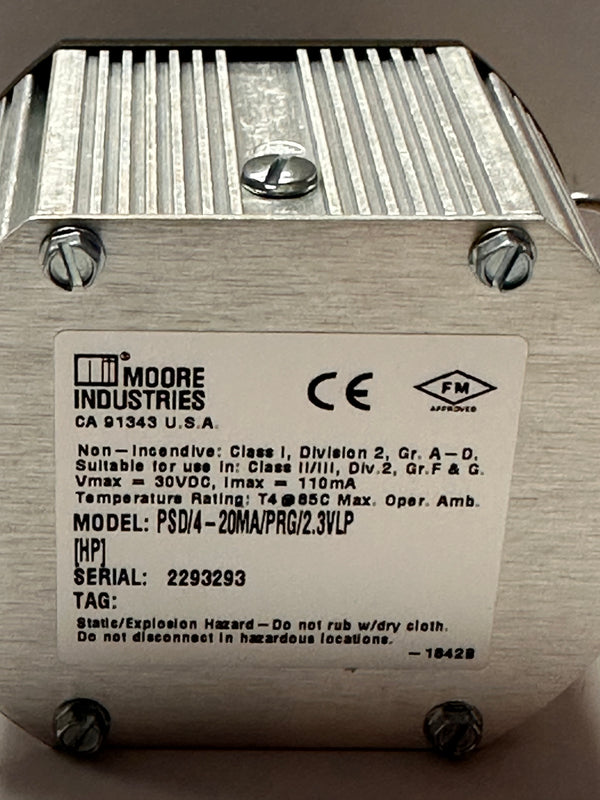 MOORE
INDUSTRIES
CA 91343 U.S.A.
CE
FM
APPROVED
Non-Incendive: Class I, Division 2, Gr. A-D.
Suitable for use in: Class II/III, Div.2, Gr.F & G.
Vmax = 30VDC, Imax = 110mA
Temperature Rating: T4@85C Max. Oper. Amb.
MODEL: PSD/4-20MA/PRG/2.3VLP
[HP]
SERIAL: 2293293
TAG:
Static/Explosion Hazard-Do not rub w/dry cloth.
Do not disconnect in hazardous locations.
-1842B